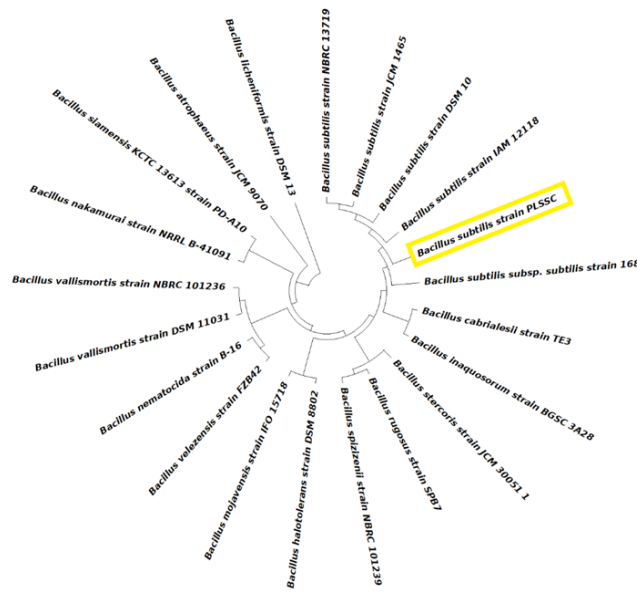 Bacillus subtilis strain NBRC 13719
Bacillus subtilis strain JCM 1465
Bacillus subtilis strain DSM 10
Bacillus subtilis strain IAM 12118
Bacillus subtilis strain PLSSC
Bacillus subtilis subsp. subtilis strain 168
Bacillus cabrialesii strain TE3
Bacillus inaquosorum strain BGSC 3A28
Bacillus stercoris strain JCM 30051 1
Bacillus rugosus strain SPB7
Bacillus spizizenii strain NBRC 101239
Bacillus halotolerans strain DSM 8802
Bacillus mojavensis strain IFO 15718
Bacillus velezensis strain FZB42
Bacillus nematocida strain B-16
Bacillus vallismortis strain DSM 11031
Bacillus vallismortis strain NBRC 101236
Bacillus nakamurai strain NRRL B-41091
Bacillus siamensis KCTC 13613 strain PD-A10
Bacillus atrophaeus strain JCM 9070
Bacillus licheniformis strain DSM 13